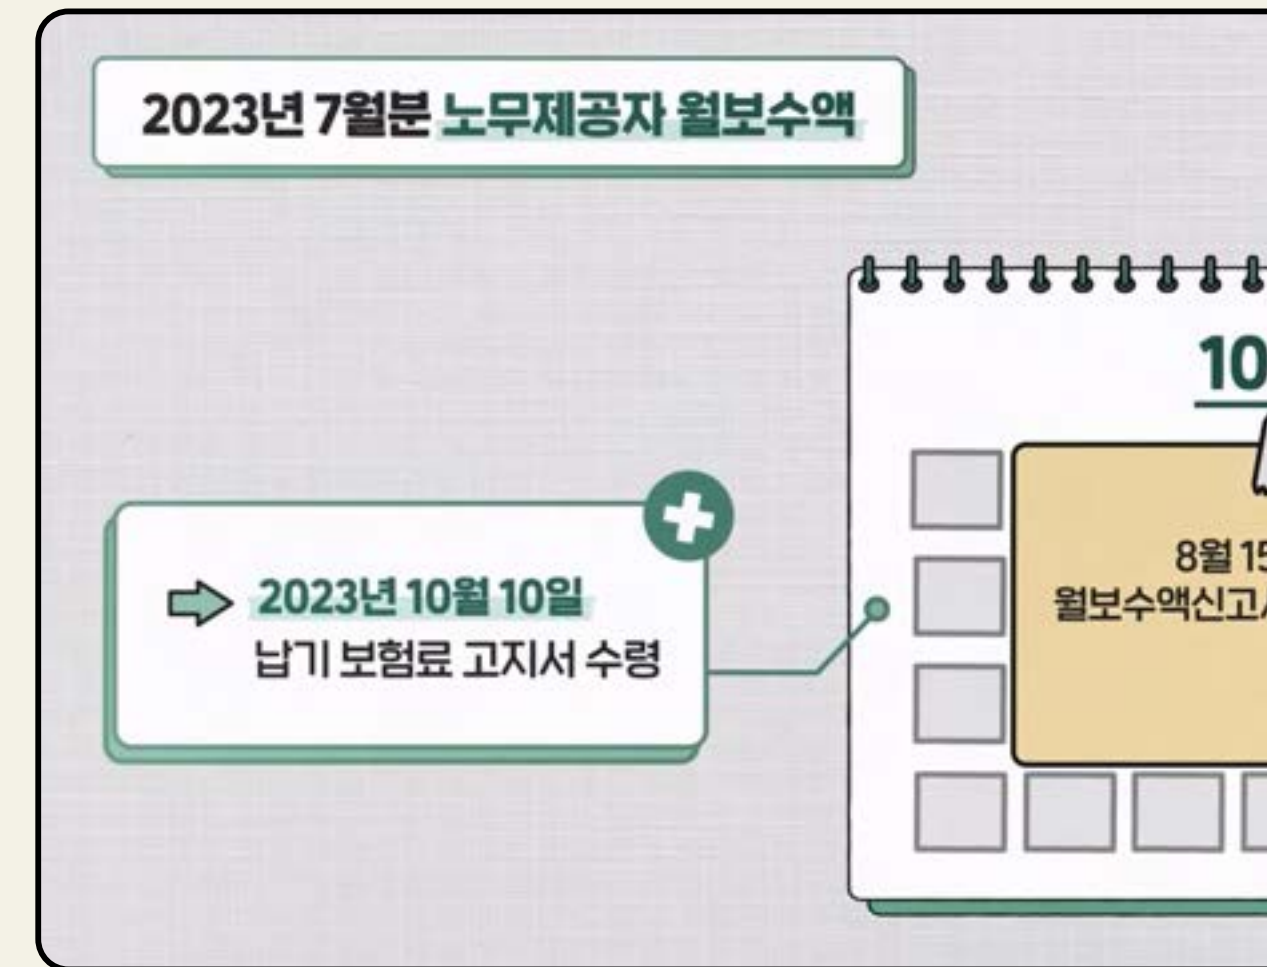 2023년 7월분 노무제공자 월보수액
10
2023년 10월 10일
납기 보험료 고지서 수령
8월 15
월보수액신고